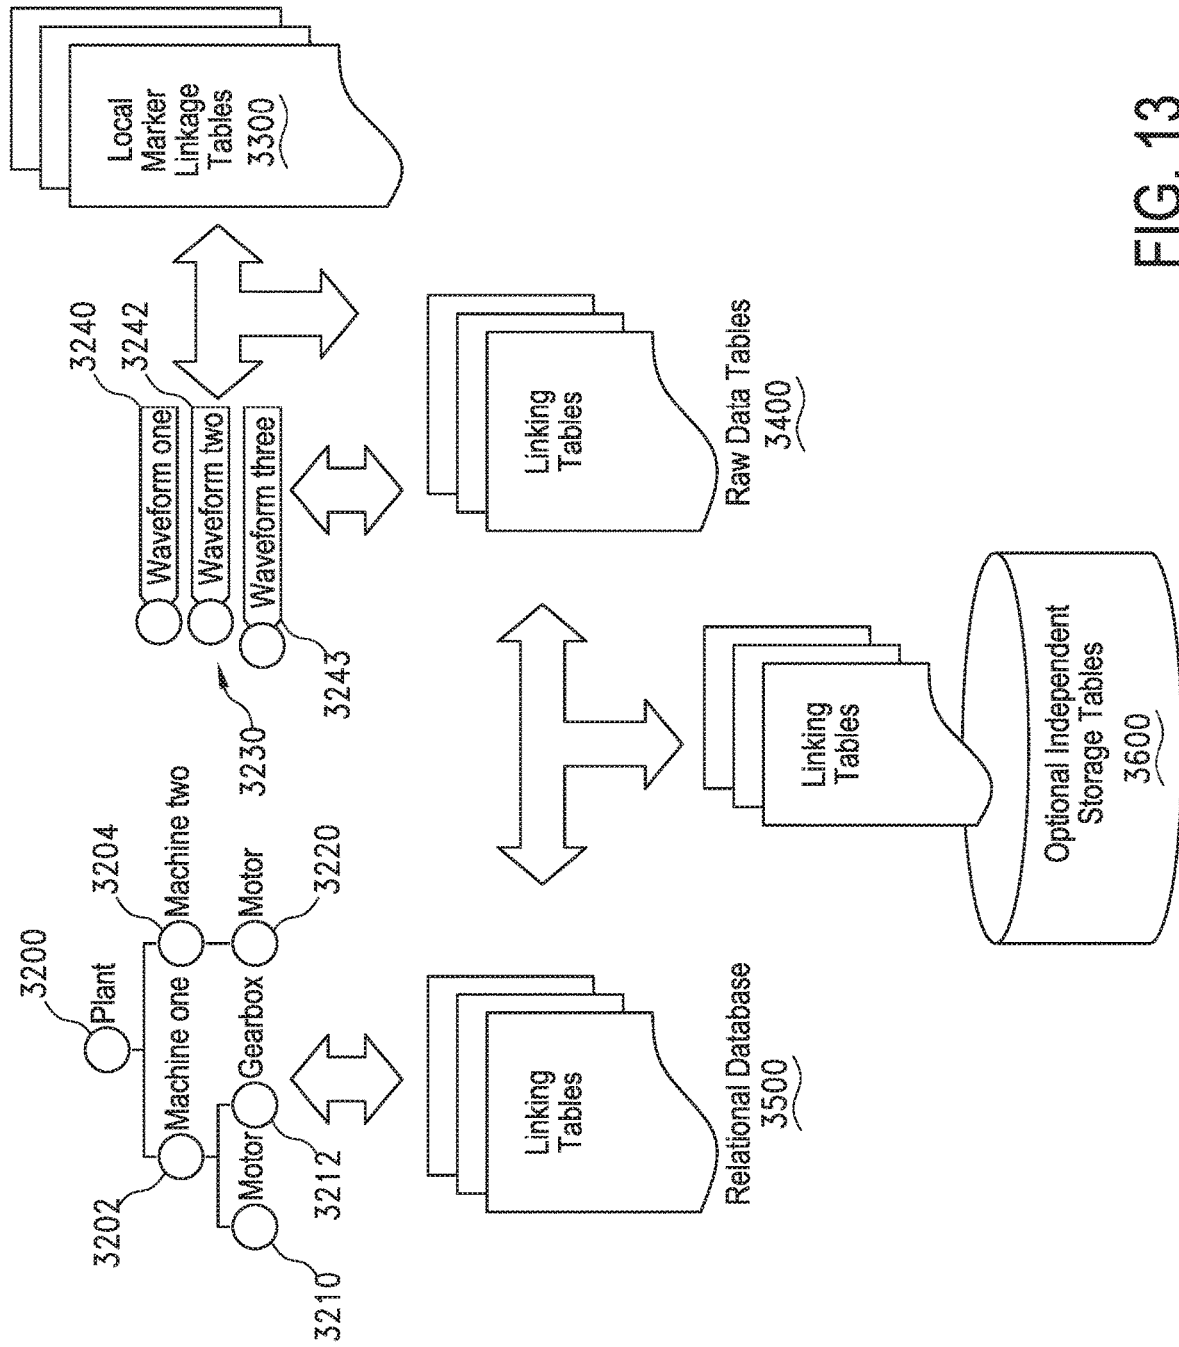 3200
Plant
3202
3204
Machine one
Machine two
Motor
Gearbox
Motor
3210
3212
3220
3230
3240
3242
Waveform one
Waveform two
Waveform three
3243
Local
Marker
Linkage
Tables
3300
Linking
Tables
Relational Database
3500
Linking
Tables
Raw Data Tables
3400
Linking
Tables
Optional Independent
Storage Tables
3600
FIG. 13